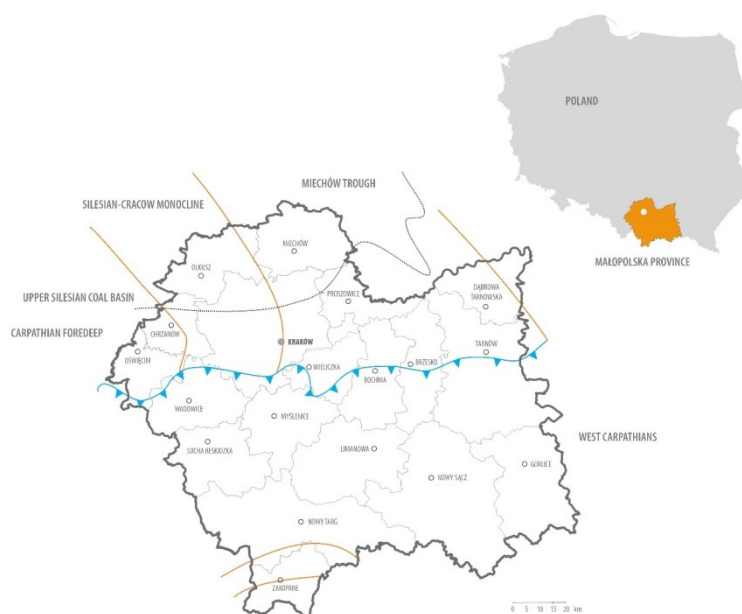 POLAND
MIECHÓW TROUGH
SILESIAN-CRACOW MONOCLINE
MAŁOPOLSKA PROVINCE
MIECHÓW
OLKUSZ
UPPER SILESIAN COAL BASIN
PROSZOWICE
DĄBROWA
TARNOWSKA
CARPATHIAN FOREDEEP
CHRZANÓW
KRAKÓW
OŚWIĘCIM
TARNÓW
WIELICZKA
BRZESKO
BOCHNIA
WADOWICE
MYŚLENICE
WEST CARPATHIANS
SUCHA BESKIDZKA
LIMANOWA
GORLICE
NOWY SĄCZ
NOWY TARG
ZAKOPANE
0 5 10 15 20 km